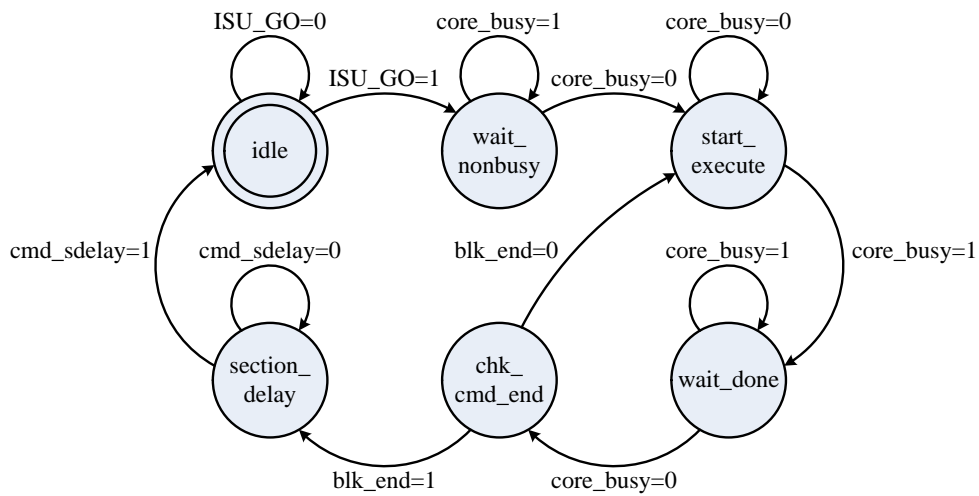 ISU_GO=0
core_busy=1
core_busy=0
ISU_GO=1
core_busy=0
idle
wait_
nonbusy
start_
execute
cmd_sdelay=1
cmd_sdelay=0
blk_end=0
core_busy=1
core_busy=1
section_
delay
chk_
cmd_end
wait_done
blk_end=1
core_busy=0